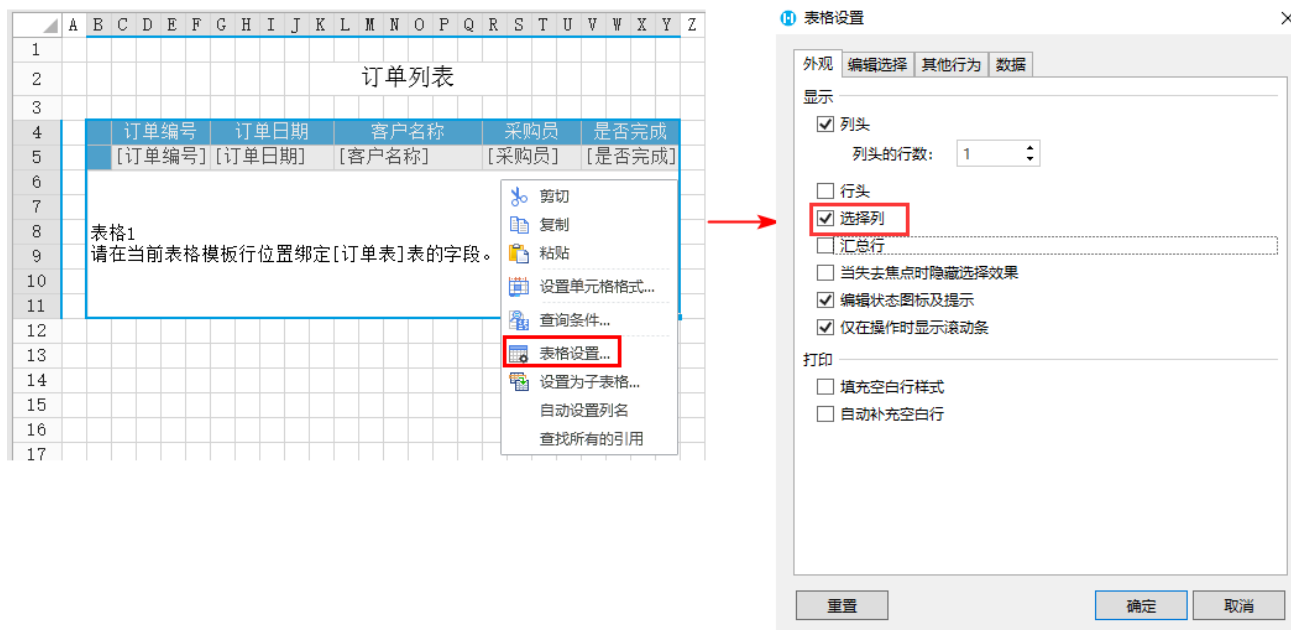 A B C D E F G H I J K L M N O P Q R S T U V W X Y Z
1
2 订单列表
3
4 订单编号 订单日期 客户名称 采购员 是否完成
5 [订单编号] [订单日期] [客户名称] [采购员] [是否完成]
6
7
8 表格1
9 请在当前表格模板行位置绑定[订单表]表的字段。
10
11
12
13
14
15
16
17
剪切
复制
粘贴
设置单元格格式...
查询条件...
表格设置...
设置为子表格...
自动设置列名
查找所有的引用
表格设置
外观 编辑选择 其他行为 数据
显示
列头
列头的行数: 1
行头
选择列
汇总行
当失去焦点时隐藏选择效果
编辑状态图标及提示
仅在操作时显示滚动条
打印
填充空白行样式
自动补充空白行
重置 确定 取消